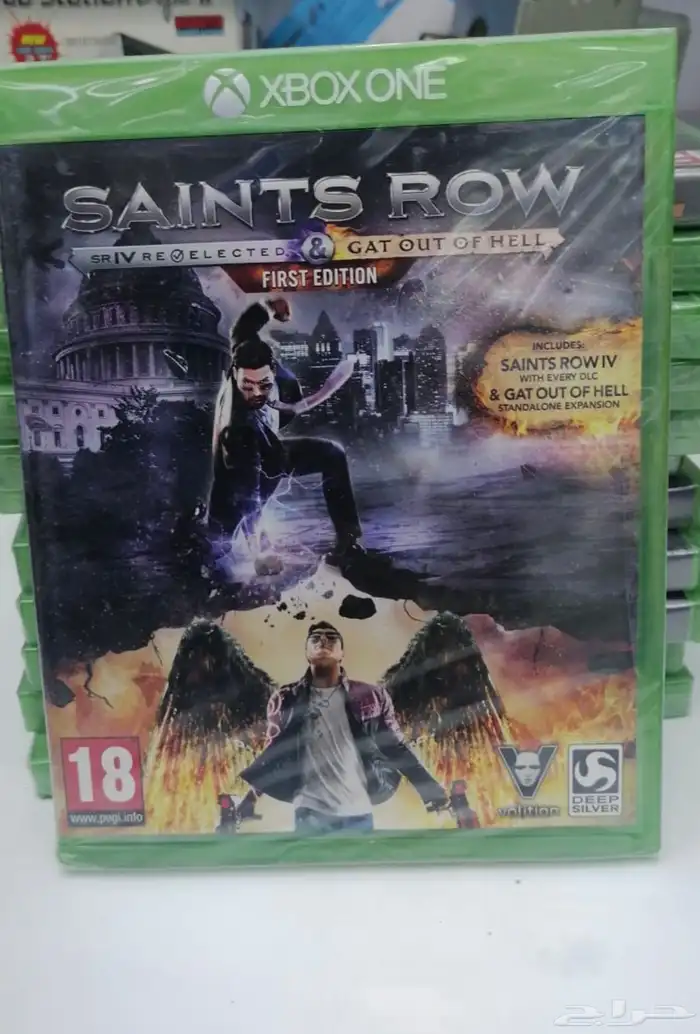 XBOX ONE
SAINTS ROW
SRIV RE ELECTED & GAT OUT OF HELL
FIRST EDITION
INCLUDES:
SAINTS ROW IV
WITH EVERY DLC
& GAT OUT OF HELL
STANDALONE EXPANSION
18
www.pegi.info
volition
DEEP
SILVER
حراج